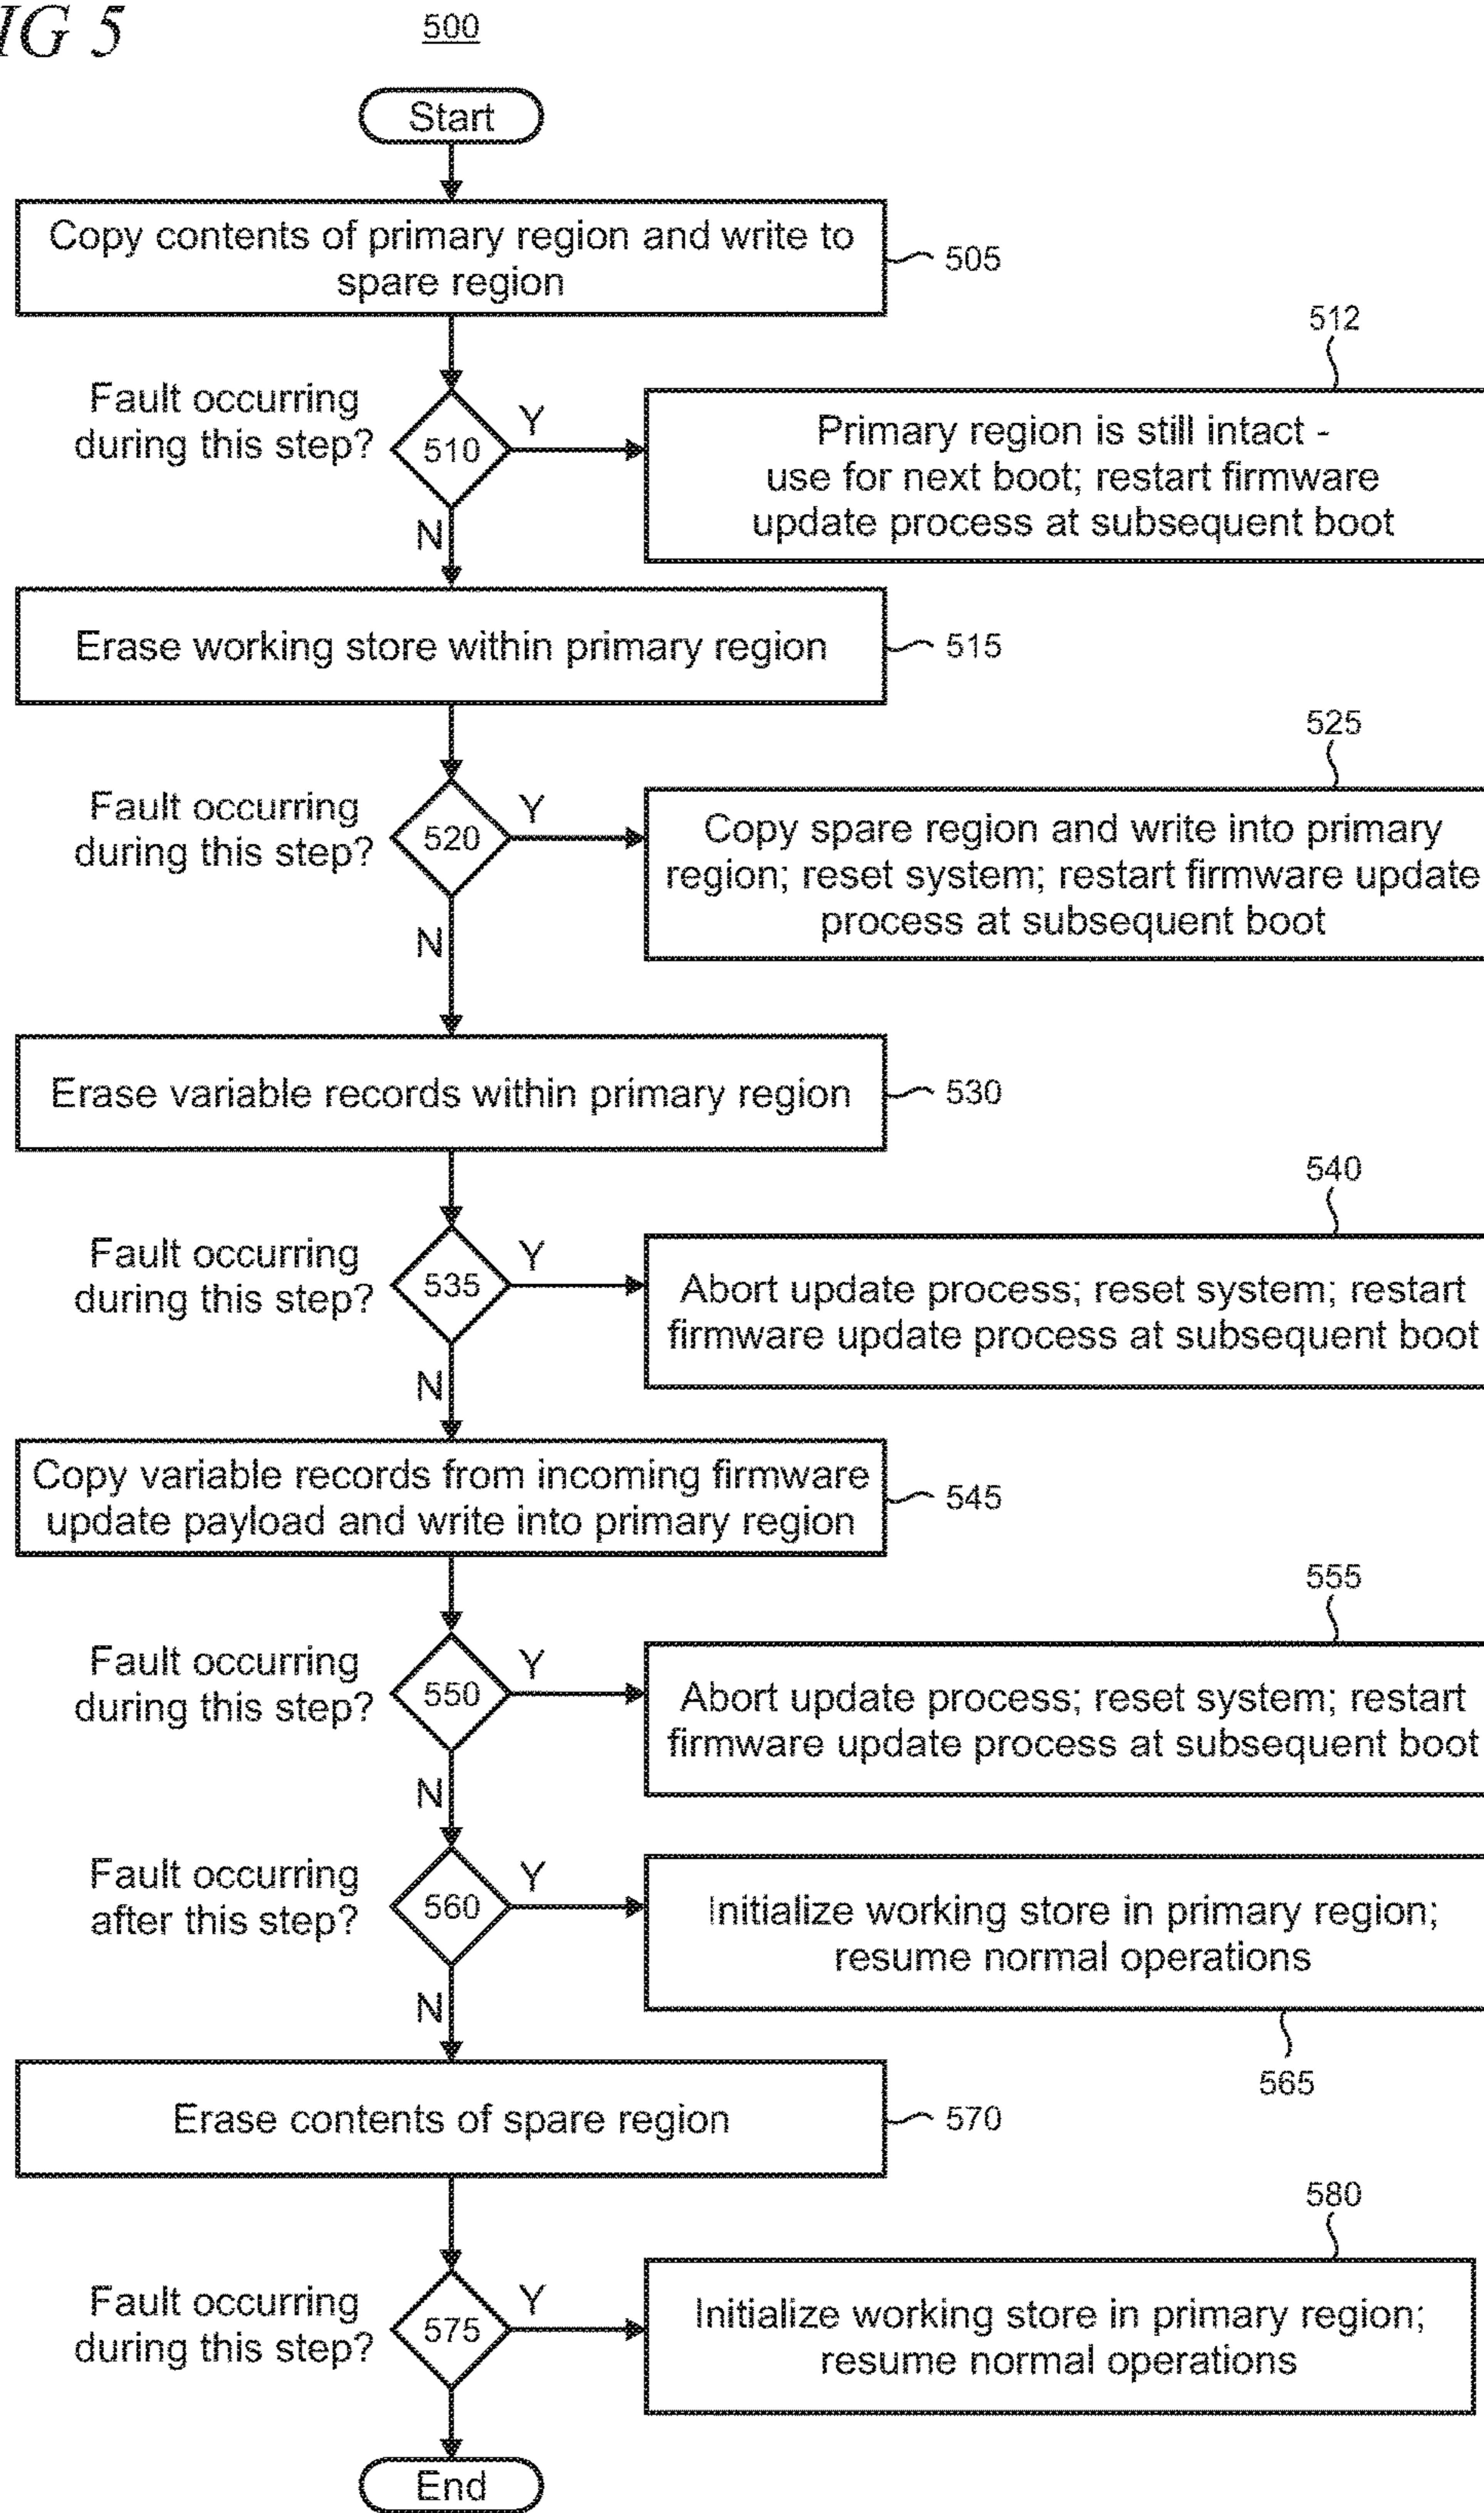 IG 5
500
Start
Copy contents of primary region and write to
spare region
505
512
Fault occurring
during this step?
510
Y
N
Primary region is still intact -
use for next boot; restart firmware
update process at subsequent boot
Erase working store within primary region
515
525
Fault occurring
during this step?
520
Y
N
Copy spare region and write into primary
region; reset system; restart firmware update
process at subsequent boot
Erase variable records within primary region
530
540
Fault occurring
during this step?
535
Y
N
Abort update process; reset system; restart
firmware update process at subsequent boot
Copy variable records from incoming firmware
update payload and write into primary region
545
555
Fault occurring
during this step?
550
Y
N
Abort update process; reset system; restart
firmware update process at subsequent boot
Fault occurring
after this step?
560
Y
N
Initialize working store in primary region;
resume normal operations
565
Erase contents of spare region
570
580
Fault occurring
during this step?
575
Y
Initialize working store in primary region;
resume normal operations
End